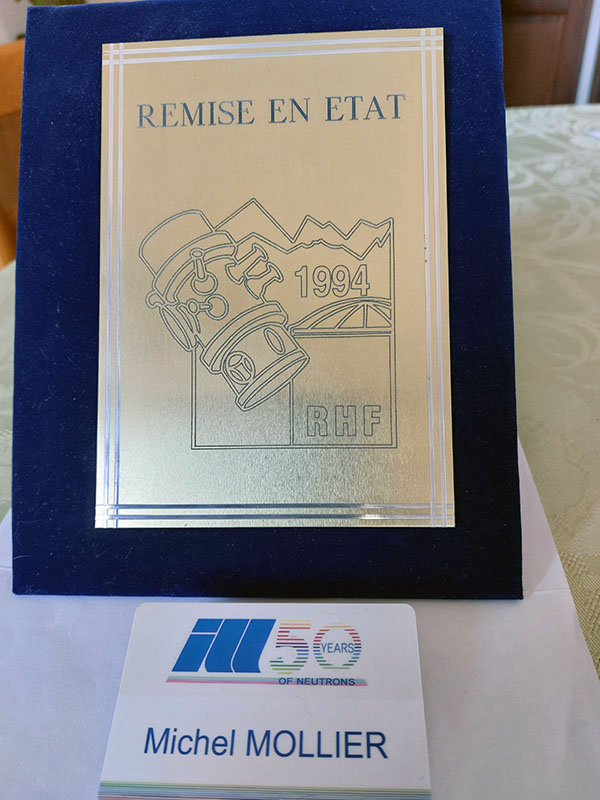 REMISE EN ETAT
1994
RHF
ill 50 YEARS
OF NEUTRONS
Michel MOLLIER